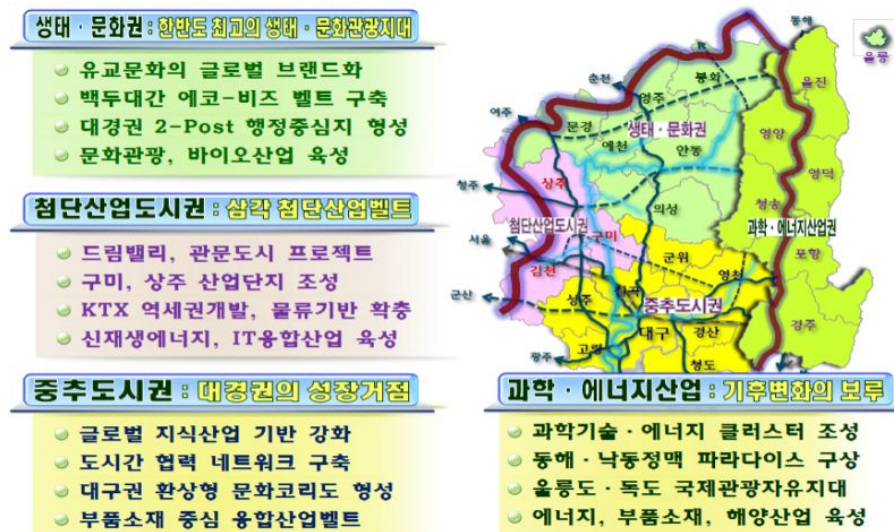 생태 · 문화권 : 한반도 최고의 생태 · 문화관광지대
유교문화의 글로벌 브랜드화
백두대간 에코-비즈 벨트 구축
대경권 2-Post 행정중심지 형성
문화관광, 바이오산업 육성
첨단산업도시권 : 삼각 첨단산업벨트
드림밸리, 관문도시 프로젝트
구미, 상주 산업단지 조성
KTX 역세권개발, 물류기반 확충
신재생에너지, IT융합산업 육성
중추도시권 : 대경권의 성장거점
글로벌 지식산업 기반 강화
도시간 협력 네트워크 구축
대구권 환상형 문화코리도 형성
부품소재 중심 융합산업벨트
동해
울릉
춘천
봉화
울진
영주
여주
문경
생태 · 문화권
예천
안동
영양
영덕
청주
상주
청송
의성
첨단산업도시권
과학 · 에너지산업권
서울
구미
군위
포항
김천
영천
군산
성주
칠곡
중추도시권
대구
경산
경주
고령
광주
청도
과학 · 에너지산업 : 기후변화의 보루
과학기술 · 에너지 클러스터 조성
동해 · 낙동정맥 파라다이스 구상
울릉도 · 독도 국제관광자유지대
에너지, 부품소재, 해양산업 육성